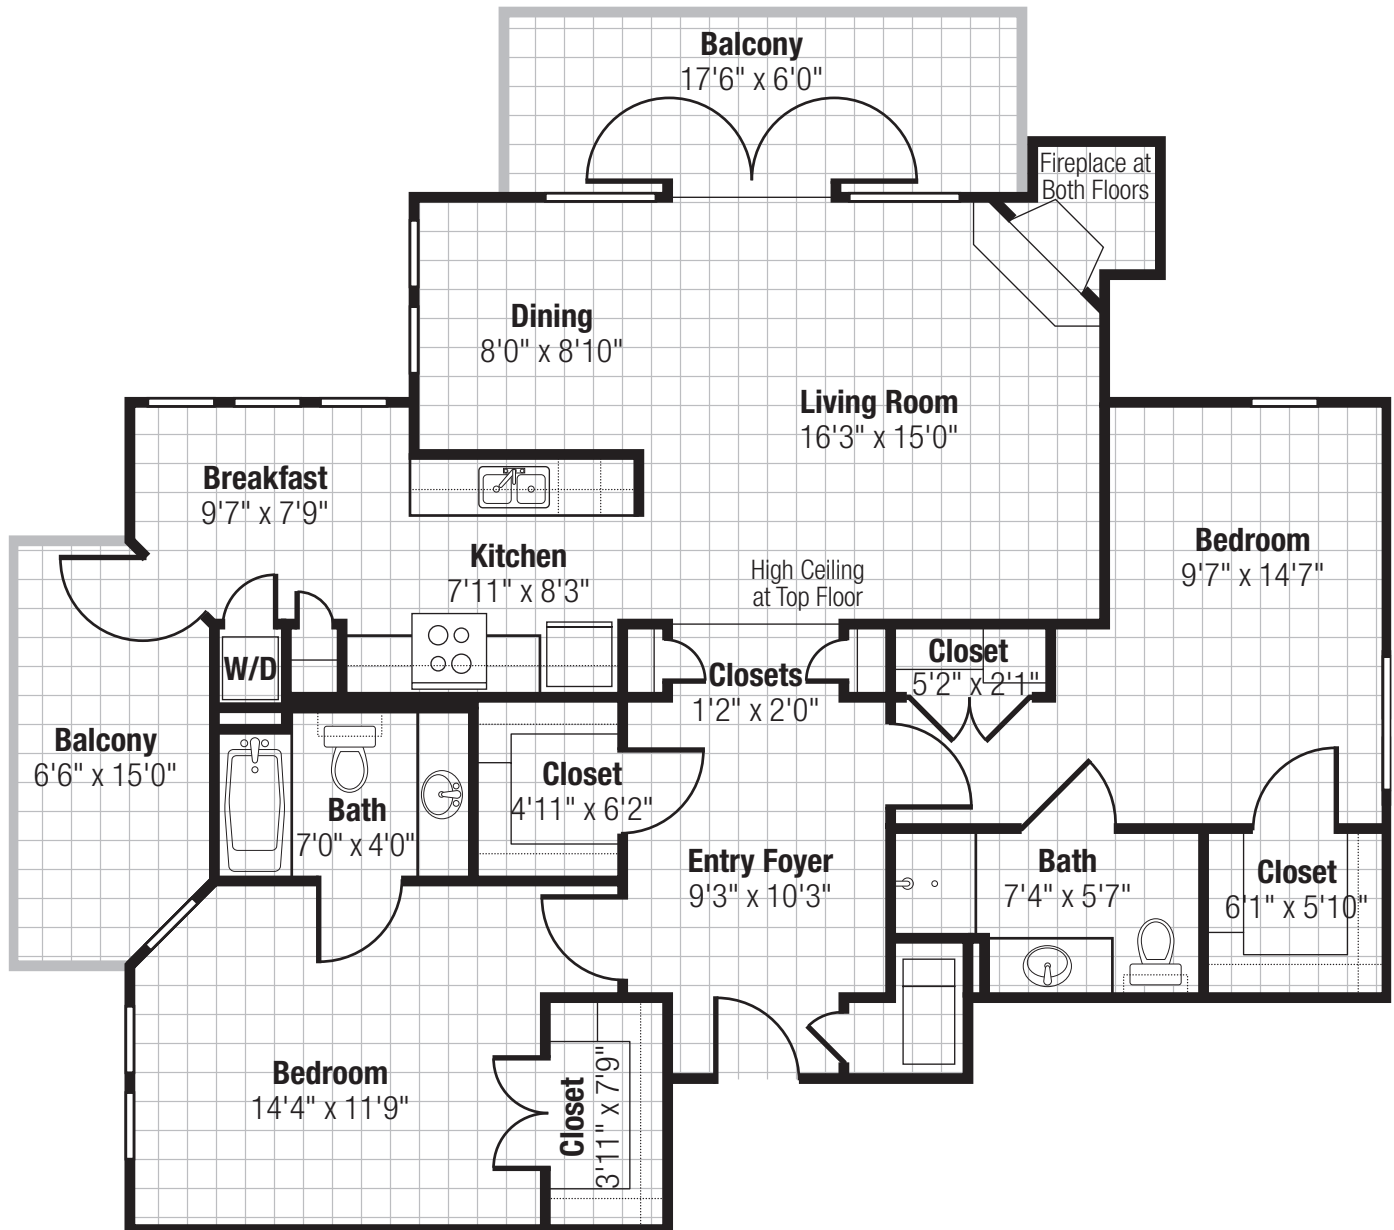 Balcony
17'6" x 6'0"
Fireplace at
Both Floors
Dining
8'0" x 8'10"
Living Room
16'3" x 15'0"
Breakfast
9'7" x 7'9"
Kitchen
7'11" x 8'3"
High Ceiling
at Top Floor
Bedroom
9'7" x 14'7"
W/D
Closets
1'2" x 2'0"
Closet
5'2" x 2'1"
Balcony
6'6" x 15'0"
Closet
4'11" x 6'2"
Bath
7'0" x 4'0"
Entry Foyer
9'3" x 10'3"
Bath
7'4" x 5'7"
Closet
6'1" x 5'10"
Bedroom
14'4" x 11'9"
Closet
3'11" x 7'9"